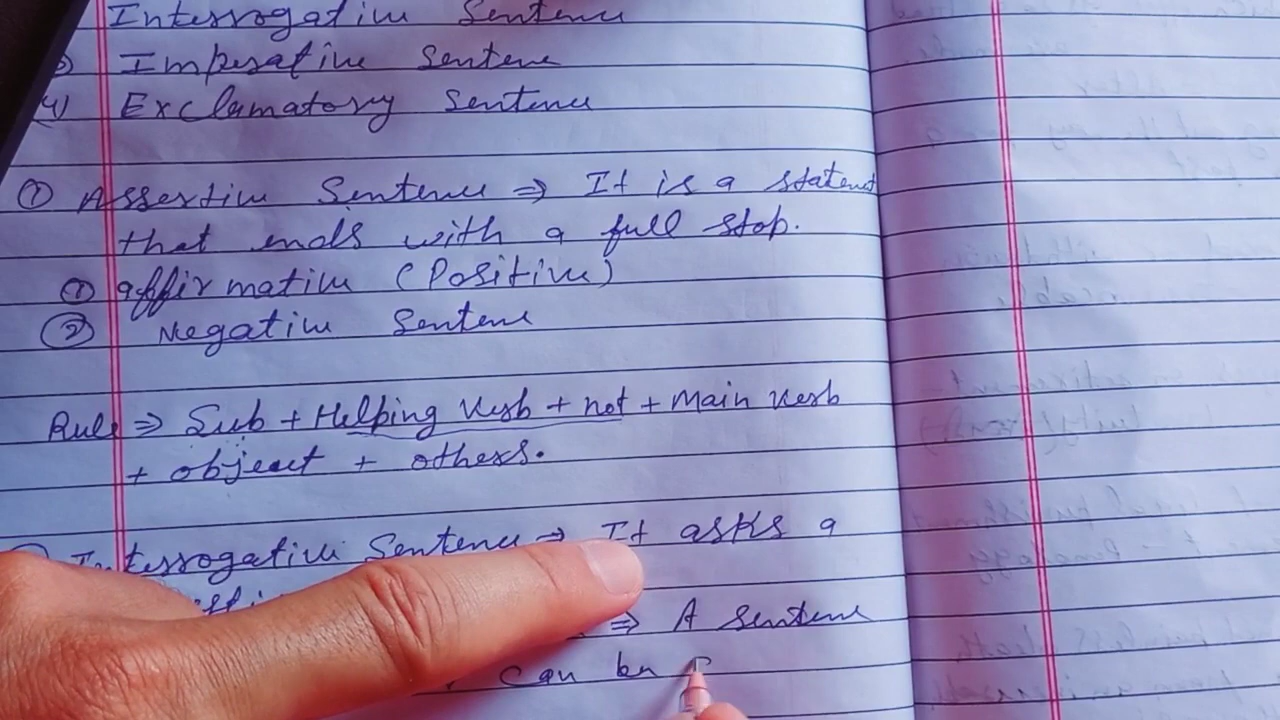 Interrogative Sentence
3) Imperative Sentence
4) Exclamatory Sentence
① Assertive Sentence ⇒ It is a statement
that ends with a full stop.
① affirmative (Positive)
② Negative Sentence
Rule ⇒ Sub + Helping Verb + not + Main Verb
+ object + others.
Interrogative Sentence ⇒ It asks a
⇒ A sentence
can be